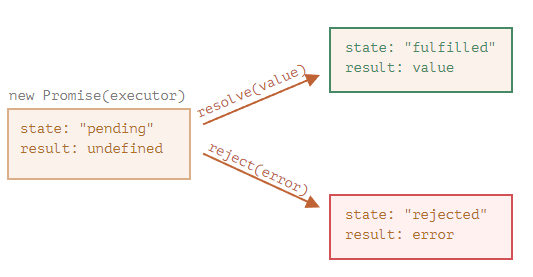 new Promise(executor)
state: "pending"
result: undefined
resolve(value)
reject(error)
state: "fulfilled"
result: value
state: "rejected"
result: error